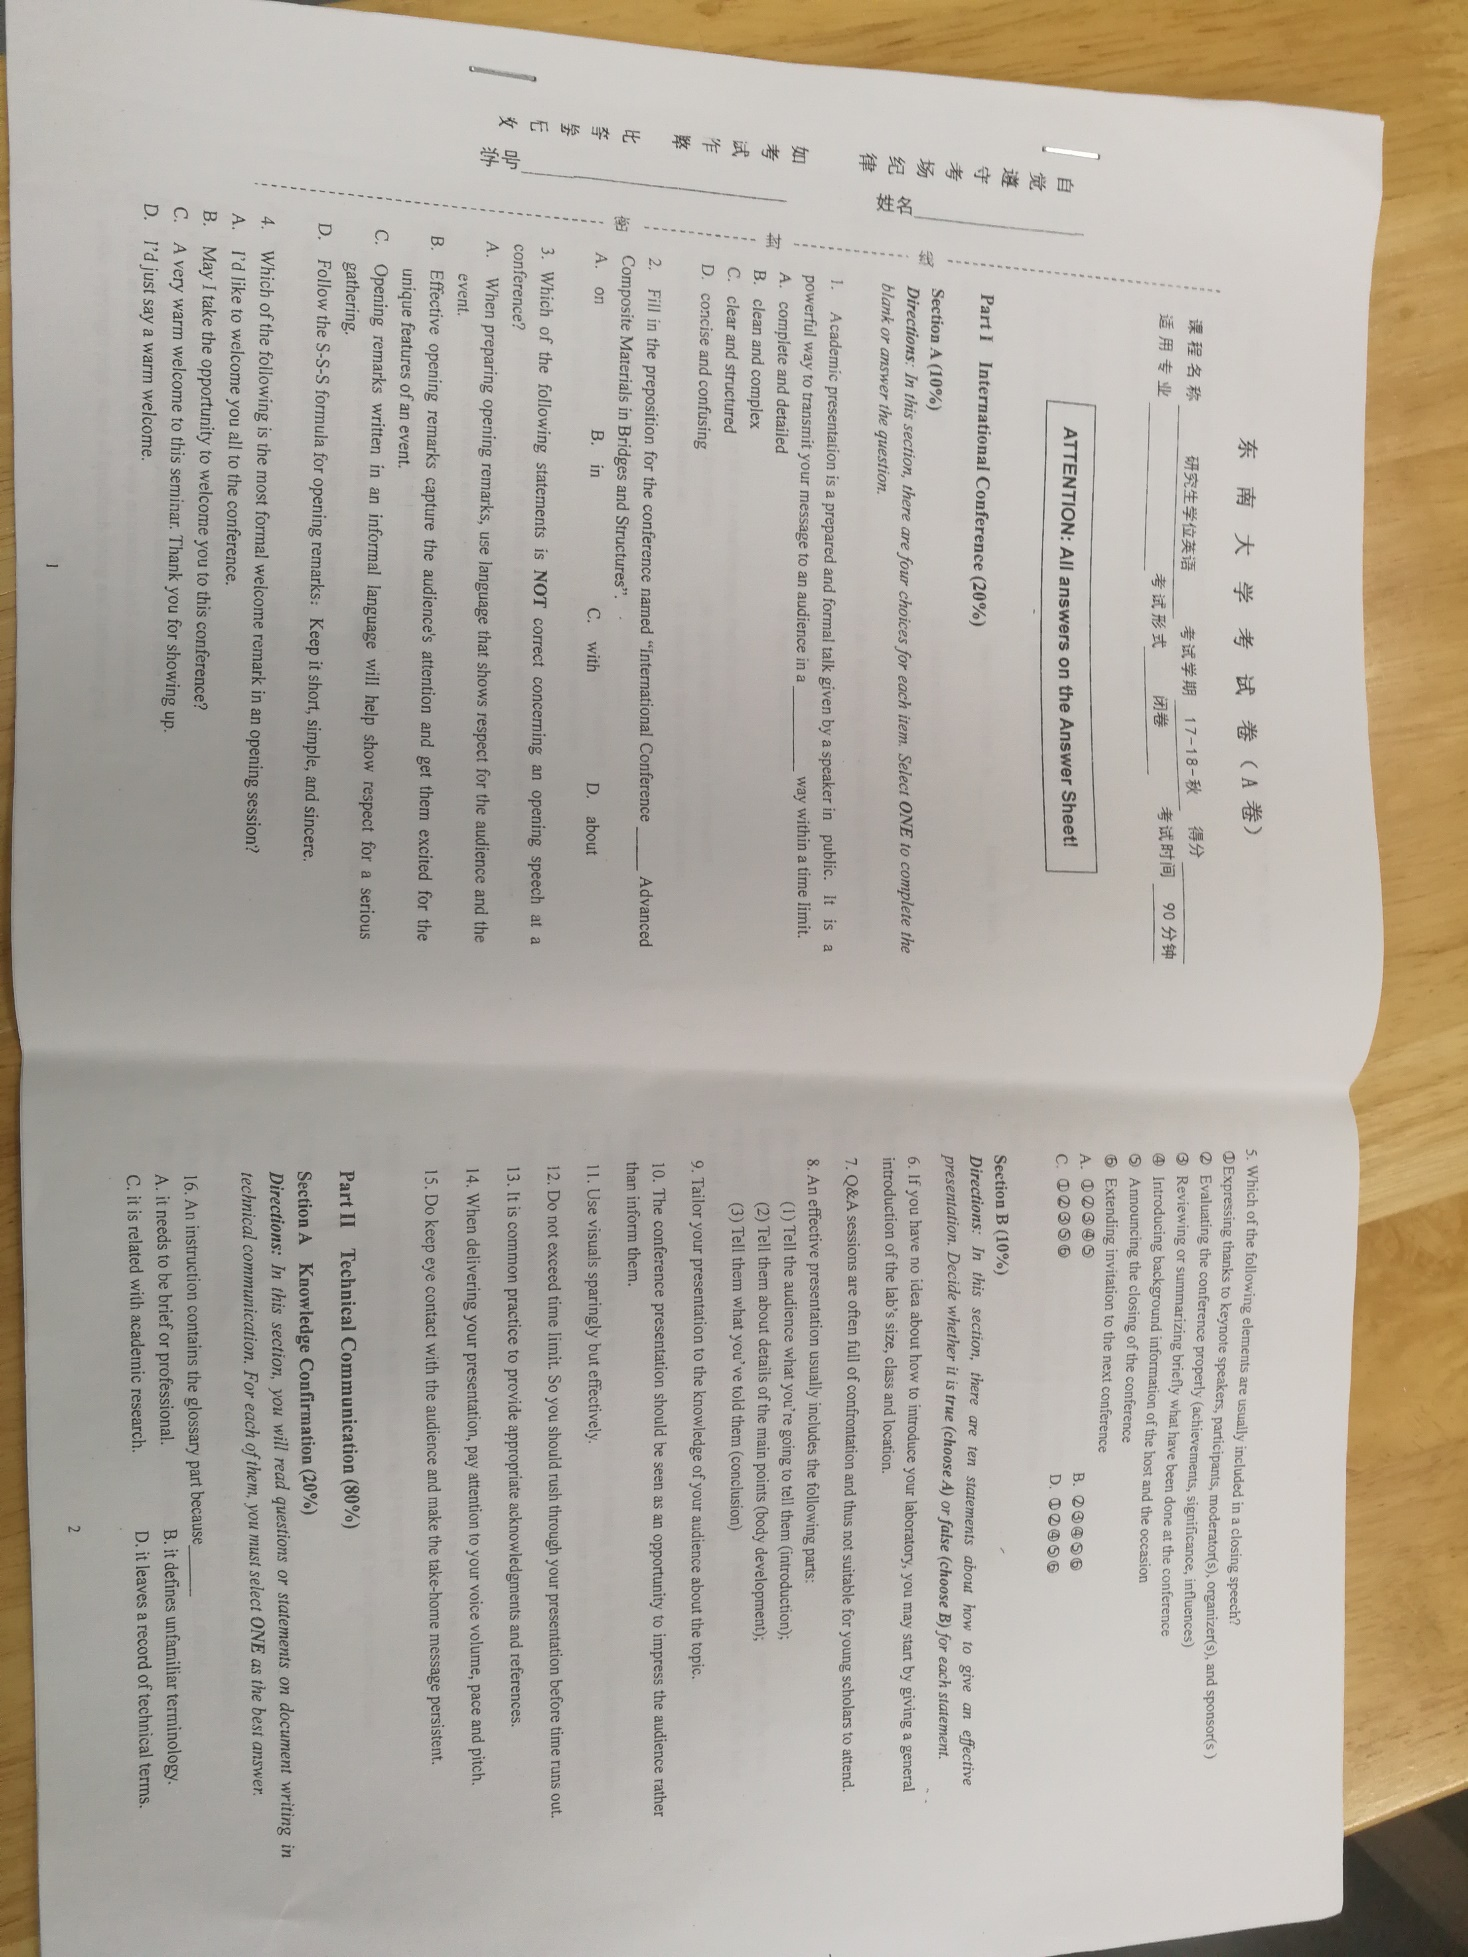 自觉遵守考场纪律
如考试作弊
此答卷无效
学号
姓名
密
封
线
东 南 大 学 考 试 卷（A 卷）
课 程 名 称 研究生学位英语 考 试 学 期 17-18-秋 得分
适 用 专 业 考 试 形 式 闭卷 考试时间 90 分钟
ATTENTION: All answers on the Answer Sheet!
Part I International Conference (20%)
Section A (10%)
Directions: In this section, there are four choices for each item. Select ONE to complete the
blank or answer the question.
1. Academic presentation is a prepared and formal talk given by a speaker in public. It is a
powerful way to transmit your message to an audience in a ________ way within a time limit.
A. complete and detailed
B. clean and complex
C. clear and structured
D. concise and confusing
2. Fill in the preposition for the conference named “International Conference ____ Advanced
Composite Materials in Bridges and Structures”.
A. on B. in C. with D. about
3. Which of the following statements is NOT correct concerning an opening speech at a
conference?
A. When preparing opening remarks, use language that shows respect for the audience and the
event.
B. Effective opening remarks capture the audience's attention and get them excited for the
unique features of an event.
C. Opening remarks written in an informal language will help show respect for a serious
gathering.
D. Follow the S-S-S formula for opening remarks: Keep it short, simple, and sincere.
4. Which of the following is the most formal welcome remark in an opening session?
A. I'd like to welcome you all to the conference.
B. May I take the opportunity to welcome you to this conference?
C. A very warm welcome to this seminar. Thank you for showing up.
D. I'd just say a warm welcome.
1
5. Which of the following elements are usually included in a closing speech?
①Expressing thanks to keynote speakers, participants, moderator(s), organizer(s), and sponsor(s )
② Evaluating the conference properly (achievements, significance, influences)
③ Reviewing or summarizing briefly what have been done at the conference
④ Introducing background information of the host and the occasion
⑤ Announcing the closing of the conference
⑥ Extending invitation to the next conference
A. ①②③④⑤ B. ②③④⑤⑥
C. ①②③⑤⑥ D. ①②④⑤⑥
Section B (10%)
Directions: In this section, there are ten statements about how to give an effective
presentation. Decide whether it is true (choose A) or false (choose B) for each statement.
6. If you have no idea about how to introduce your laboratory, you may start by giving a general
introduction of the lab's size, class and location.
7. Q&A sessions are often full of confrontation and thus not suitable for young scholars to attend.
8. An effective presentation usually includes the following parts:
(1) Tell the audience what you're going to tell them (introduction);
(2) Tell them about details of the main points (body development);
(3) Tell them what you've told them (conclusion)
9. Tailor your presentation to the knowledge of your audience about the topic.
10. The conference presentation should be seen as an opportunity to impress the audience rather
than inform them.
11. Use visuals sparingly but effectively.
12. Do not exceed time limit. So you should rush through your presentation before time runs out.
13. It is common practice to provide appropriate acknowledgments and references.
14. When delivering your presentation, pay attention to your voice volume, pace and pitch.
15. Do keep eye contact with the audience and make the take-home message persistent.
Part II Technical Communication (80%)
Section A Knowledge Confirmation (20%)
Directions: In this section, you will read questions or statements on document writing in
technical communication. For each of them, you must select ONE as the best answer.
16. An instruction contains the glossary part because______
A. it needs to be brief or professional. B. it defines unfamiliar terminology.
C. it is related with academic research. D. it leaves a record of technical terms.
2